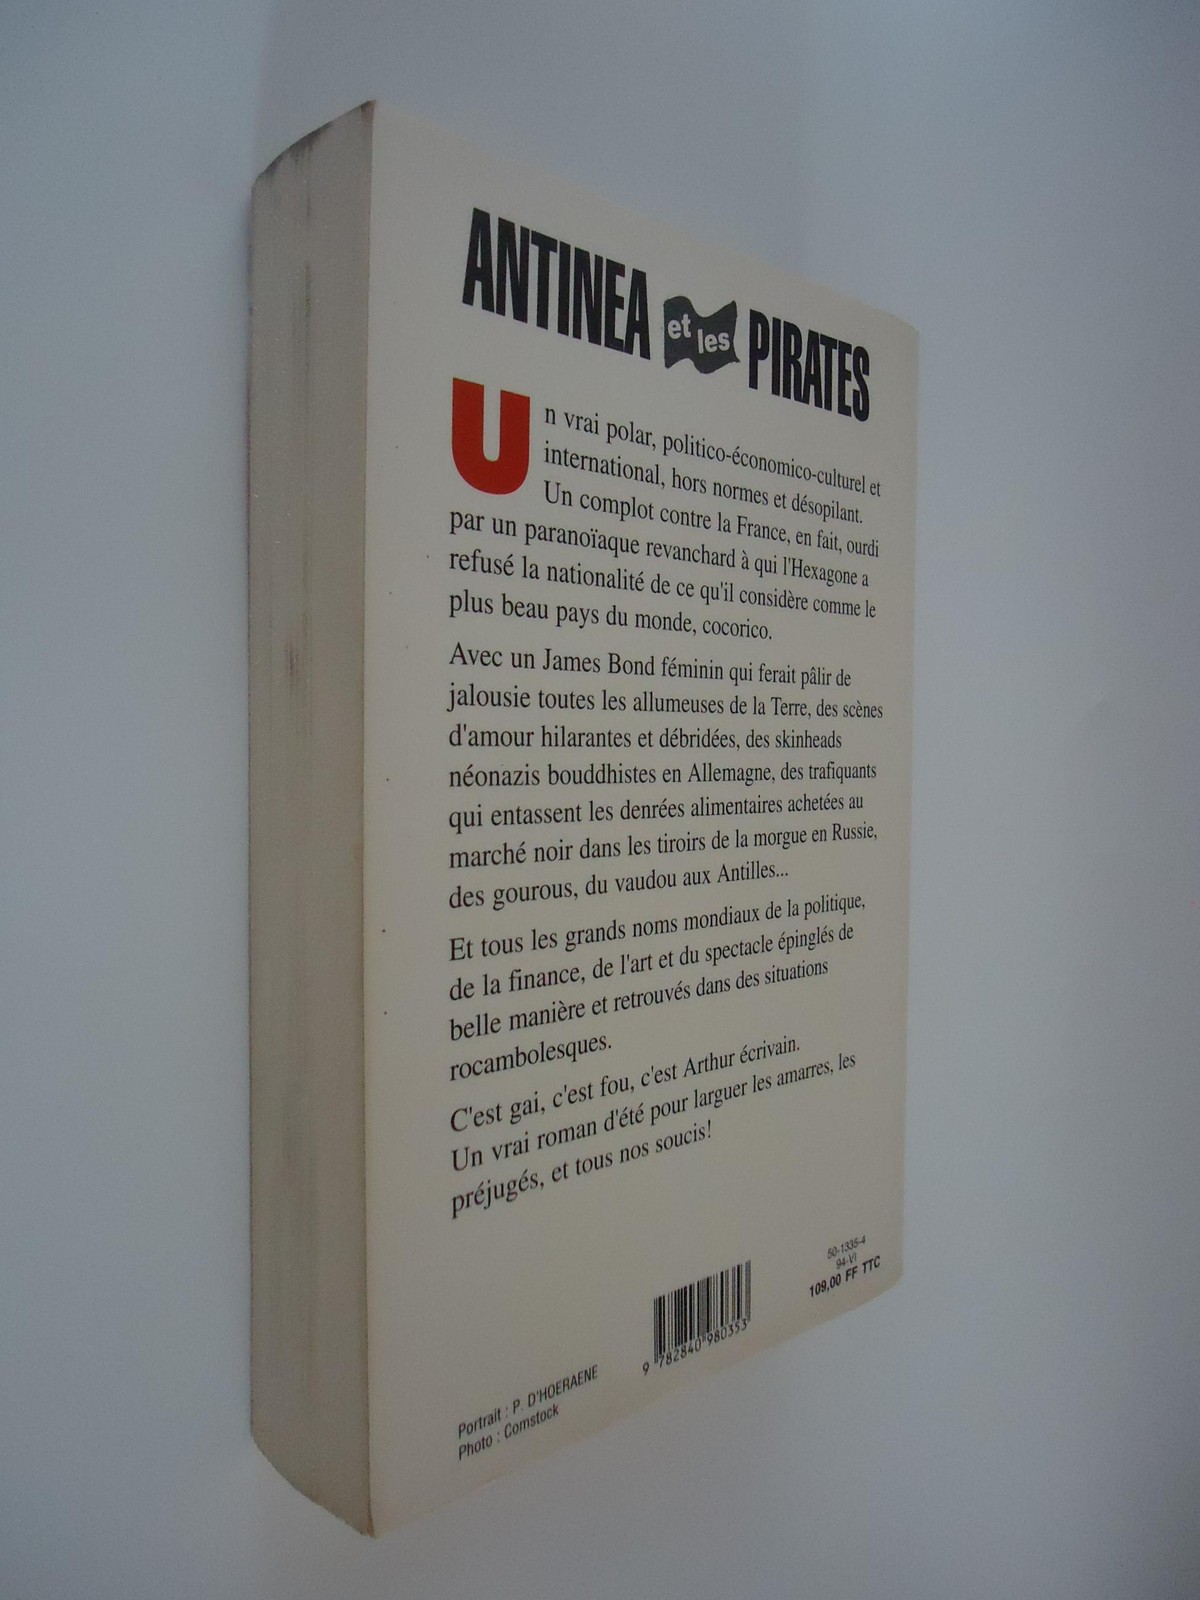 ANTINEA et les PIRATES
Un vrai polar, politico-économico-culturel et
international, hors normes et désopilant.
Un complot contre la France, en fait, ourdi
par un paranoïaque revanchard à qui l'Hexagone a
refusé la nationalité de ce qu'il considère comme le
plus beau pays du monde, cocorico.
Avec un James Bond féminin qui ferait pâlir de
jalousie toutes les allumeuses de la Terre, des scènes
d'amour hilarantes et débridées, des skinheads
néonazis bouddhistes en Allemagne, des trafiquants
qui entassent les denrées alimentaires achetées au
marché noir dans les tiroirs de la morgue en Russie,
des gourous, du vaudou aux Antilles...
Et tous les grands noms mondiaux de la politique,
de la finance, de l'art et du spectacle épinglés de
belle manière et retrouvés dans des situations
rocambolesques.
C'est gai, c'est fou, c'est Arthur écrivain.
Un vrai roman d'été pour larguer les amarres, les
préjugés, et tous nos soucis!
50-1335-4
94-VI
109,00 FF TTC
9 782840 980353
Portrait : P. D'HOERAENE
Photo : Comstock